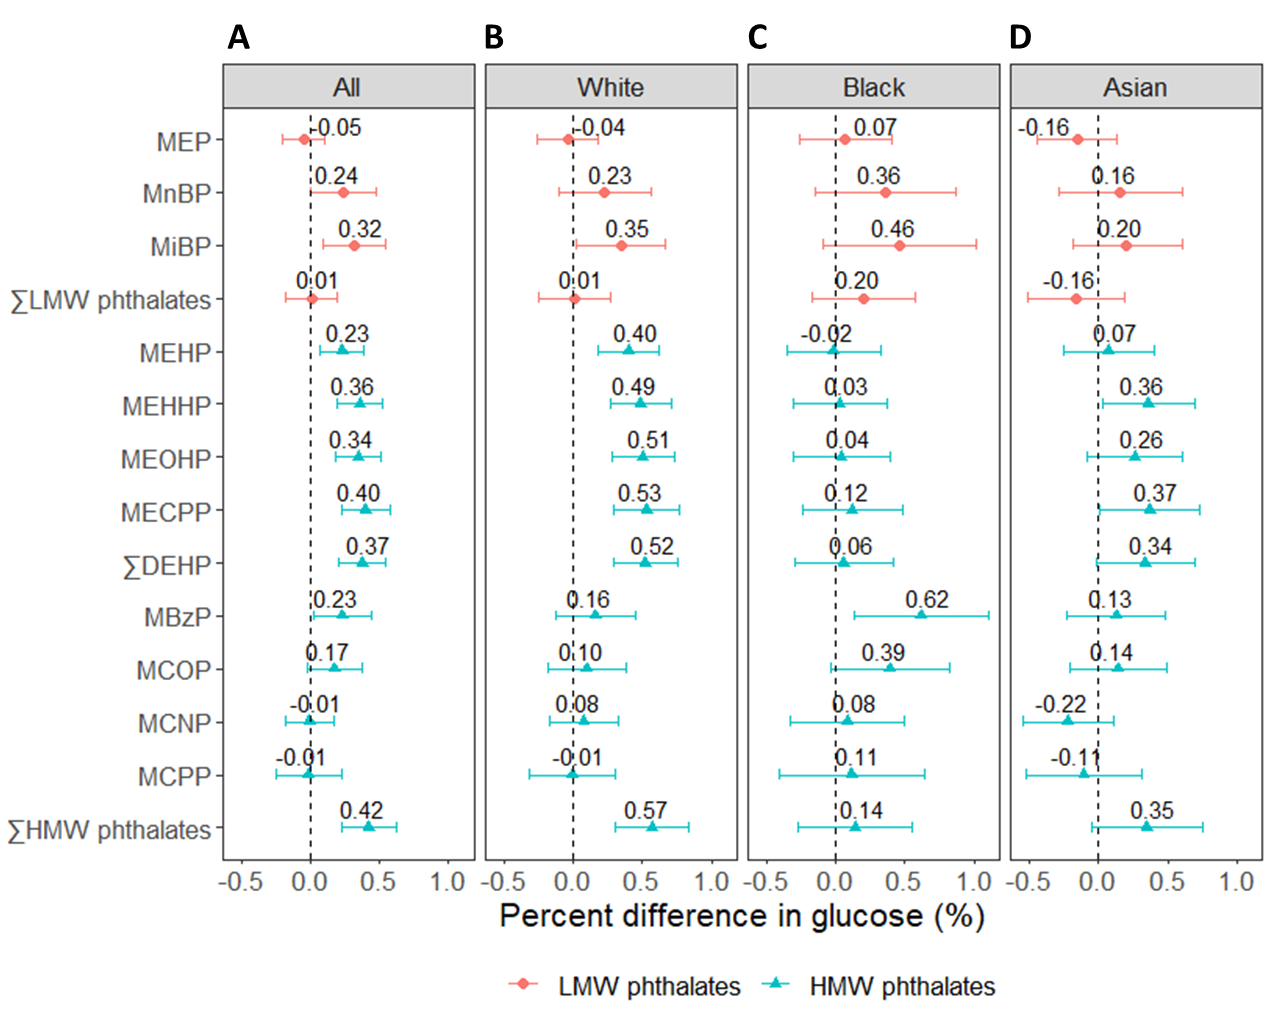 A B C D
All White Black Asian
MEP -0.05 -0.04 0.07 -0.16
MnBP 0.24 0.23 0.36 0.16
MiBP 0.32 0.35 0.46 0.20
∑LMW phthalates 0.01 0.01 0.20 -0.16
MEHP 0.23 0.40 -0.02 0.07
MEHHP 0.36 0.49 0.03 0.36
MEOHP 0.34 0.51 0.04 0.26
MECPP 0.40 0.53 0.12 0.37
∑DEHP 0.37 0.52 0.06 0.34
MBzP 0.23 0.16 0.62 0.13
MCOP 0.17 0.10 0.39 0.14
MCNP -0.01 0.08 0.08 -0.22
MCPP -0.01 -0.01 0.11 -0.11
∑HMW phthalates 0.42 0.57 0.14 0.35
-0.5 0.0 0.5 1.0 -0.5 0.0 0.5 1.0 -0.5 0.0 0.5 1.0 -0.5 0.0 0.5 1.0
Percent difference in glucose (%)
LMW phthalates HMW phthalates